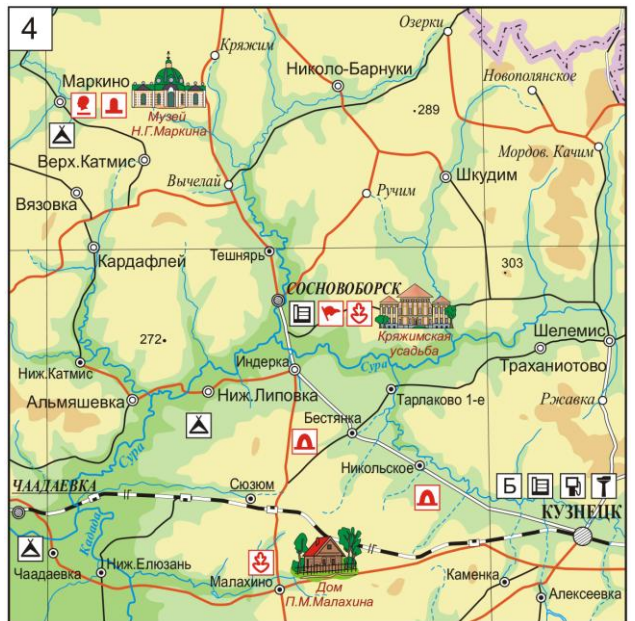 4
Озерки
Кряжим
Маркино
Николо-Барнуки
Новополянское
Музей
Н.Г.Маркина
289
Верх.Катмис
Мордов. Качим
Вычелай
Шкудим
Вязовка
Ручим
Кардафлей
Тешнярь
303
СОСНОВОБОРСК
272
Кряжимская
усадьба
Шелемис
Индерка
Сура
Траханиотово
Ниж.Катмис
Альмяшевка
Ниж.Липовка
Тарлаково 1-е
Ржавка
Бестянка
Сура
Никольское
ЧААДАЕВКА
Сюзюм
Б
КУЗНЕЦК
Кадада
Чаадаевка
Ниж.Елюзань
Малахино
Дом
П.М.Малахина
Каменка
Алексеевка